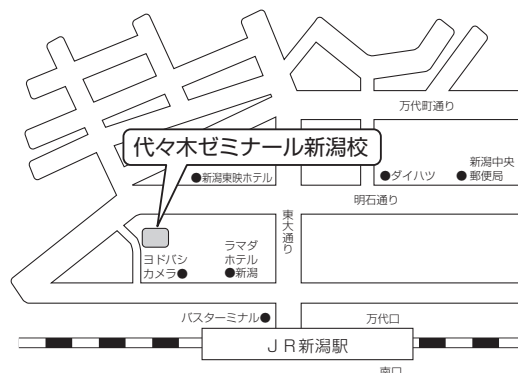 万代町通り
代々木ゼミナール新潟校
新潟東映ホテル
ダイハツ
新潟中央
郵便局
明石通り
東大通り
ヨドバシ
カメラ
ラマダ
ホテル
新潟
バスターミナル
万代口
JR新潟駅
南口